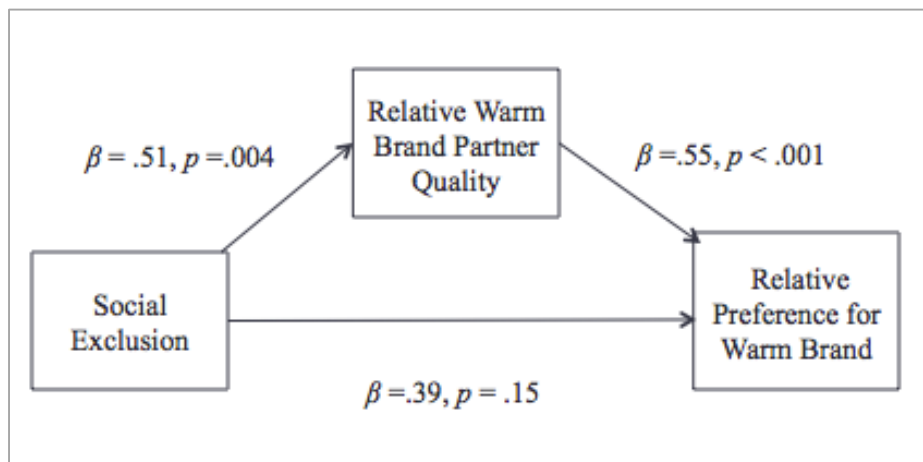 Relative Warm
Brand Partner
Quality
β = .51, p =.004
β =.55, p < .001
Social
Exclusion
Relative
Preference for
Warm Brand
β =.39, p = .15